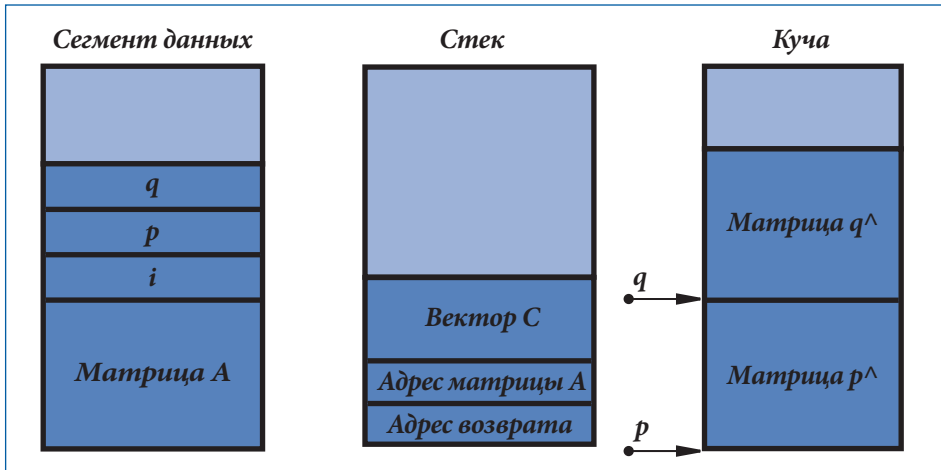 Сегмент данных
q
p
i
Матрица A
Стек
Вектор C
Адрес матрицы A
Адрес возврата
Куча
q
Матрица q^
p
Матрица p^